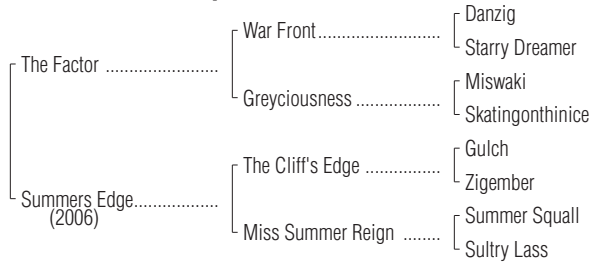 Danzig
War Front..........................
Starry Dreamer
The Factor ........................
Miswaki
Greyciousness ..................
Skatingonthinice
Gulch
The Cliff's Edge ................
Zigember
Summers Edge..................
(2006)
Summer Squall
Miss Summer Reign ........
Sultry Lass